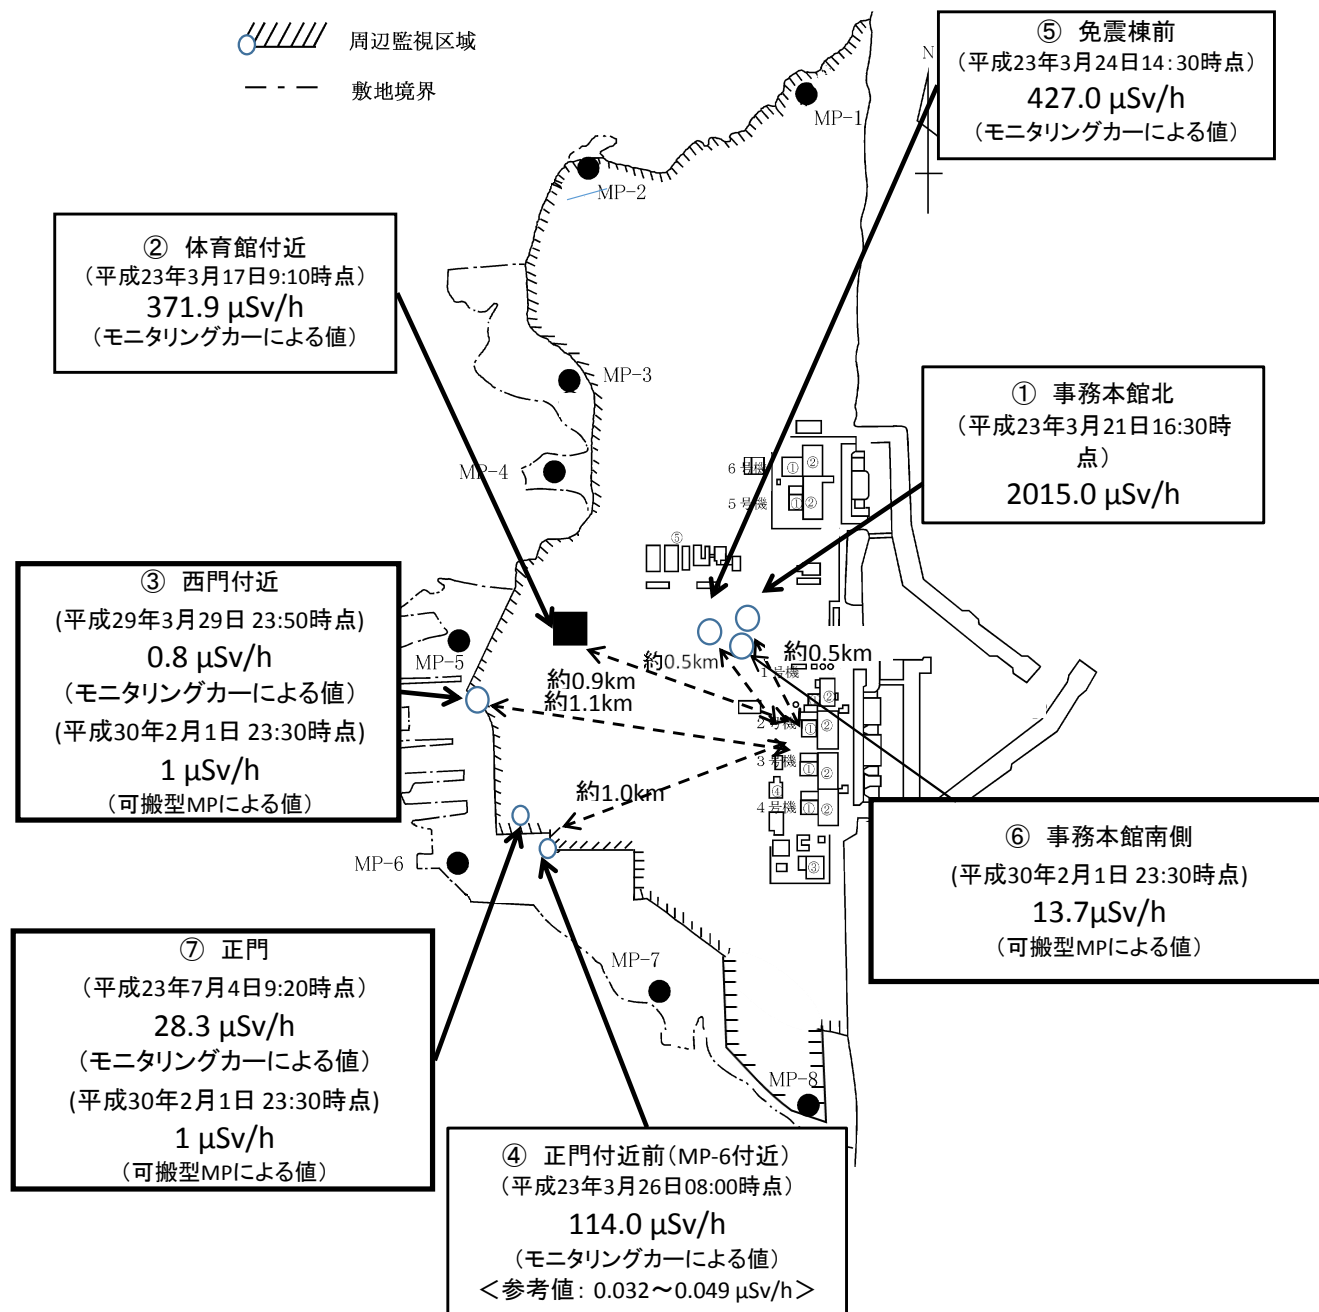 周辺監視区域
敷地境界
⑤ 免震棟前
(平成23年3月24日14:30時点)
427.0 μSv/h
(モニタリングカーによる値)
N
MP-1
MP-2
② 体育館付近
(平成23年3月17日9:10時点)
371.9 μSv/h
(モニタリングカーによる値)
MP-3
① 事務本館北
(平成23年3月21日16:30時
点)
2015.0 μSv/h
MP-4
6号機
① ②
5号機
① ②
⑤
③ 西門付近
(平成29年3月29日 23:50時点)
0.8 μSv/h
(モニタリングカーによる値)
(平成30年2月1日 23:30時点)
1 μSv/h
(可搬型MPによる値)
MP-5
約0.5km
約0.5km
約0.9km
約1.1km
1号機
②
2号機
① ②
3号機
① ②
④
4号機
① ②
③
約1.0km
MP-6
⑥ 事務本館南側
(平成30年2月1日 23:30時点)
13.7μSv/h
(可搬型MPによる値)
⑦ 正門
(平成23年7月4日9:20時点)
28.3 μSv/h
(モニタリングカーによる値)
(平成30年2月1日 23:30時点)
1 μSv/h
(可搬型MPによる値)
MP-7
MP-8
④ 正門付近前(MP-6付近)
(平成23年3月26日08:00時点)
114.0 μSv/h
(モニタリングカーによる値)
＜参考値: 0.032～0.049 μSv/h＞